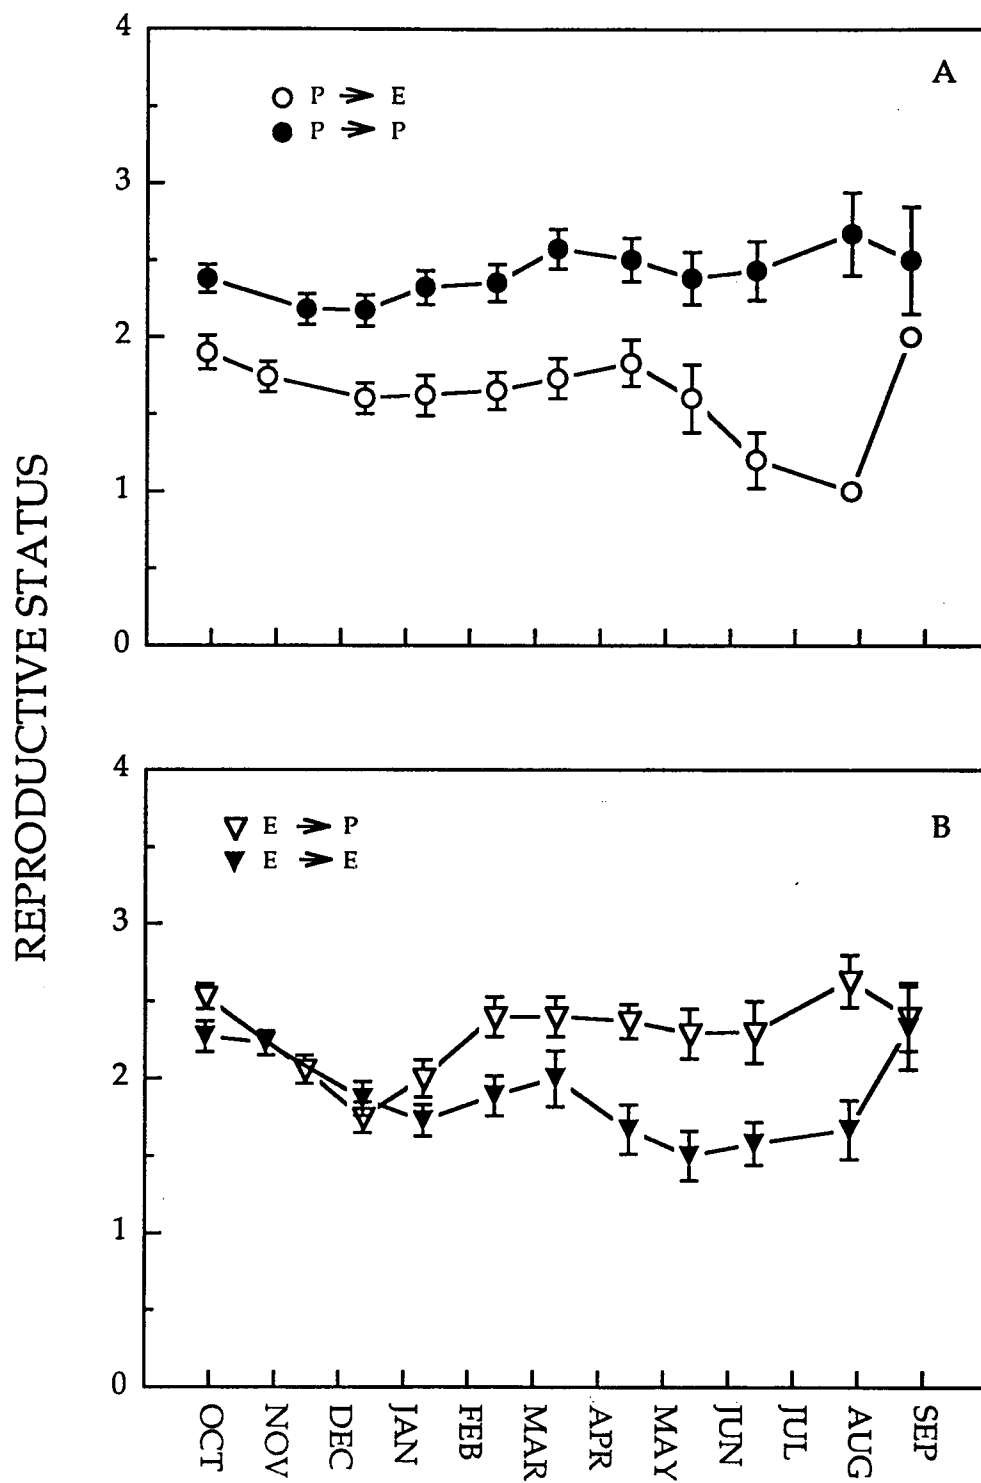 REPRODUCTIVE STATUS
4
A
P → E
P → P
3
2
1
0
4
B
E → P
E → E
3
2
1
0
OCT NOV DEC JAN FEB MAR APR MAY JUN JUL AUG SEP